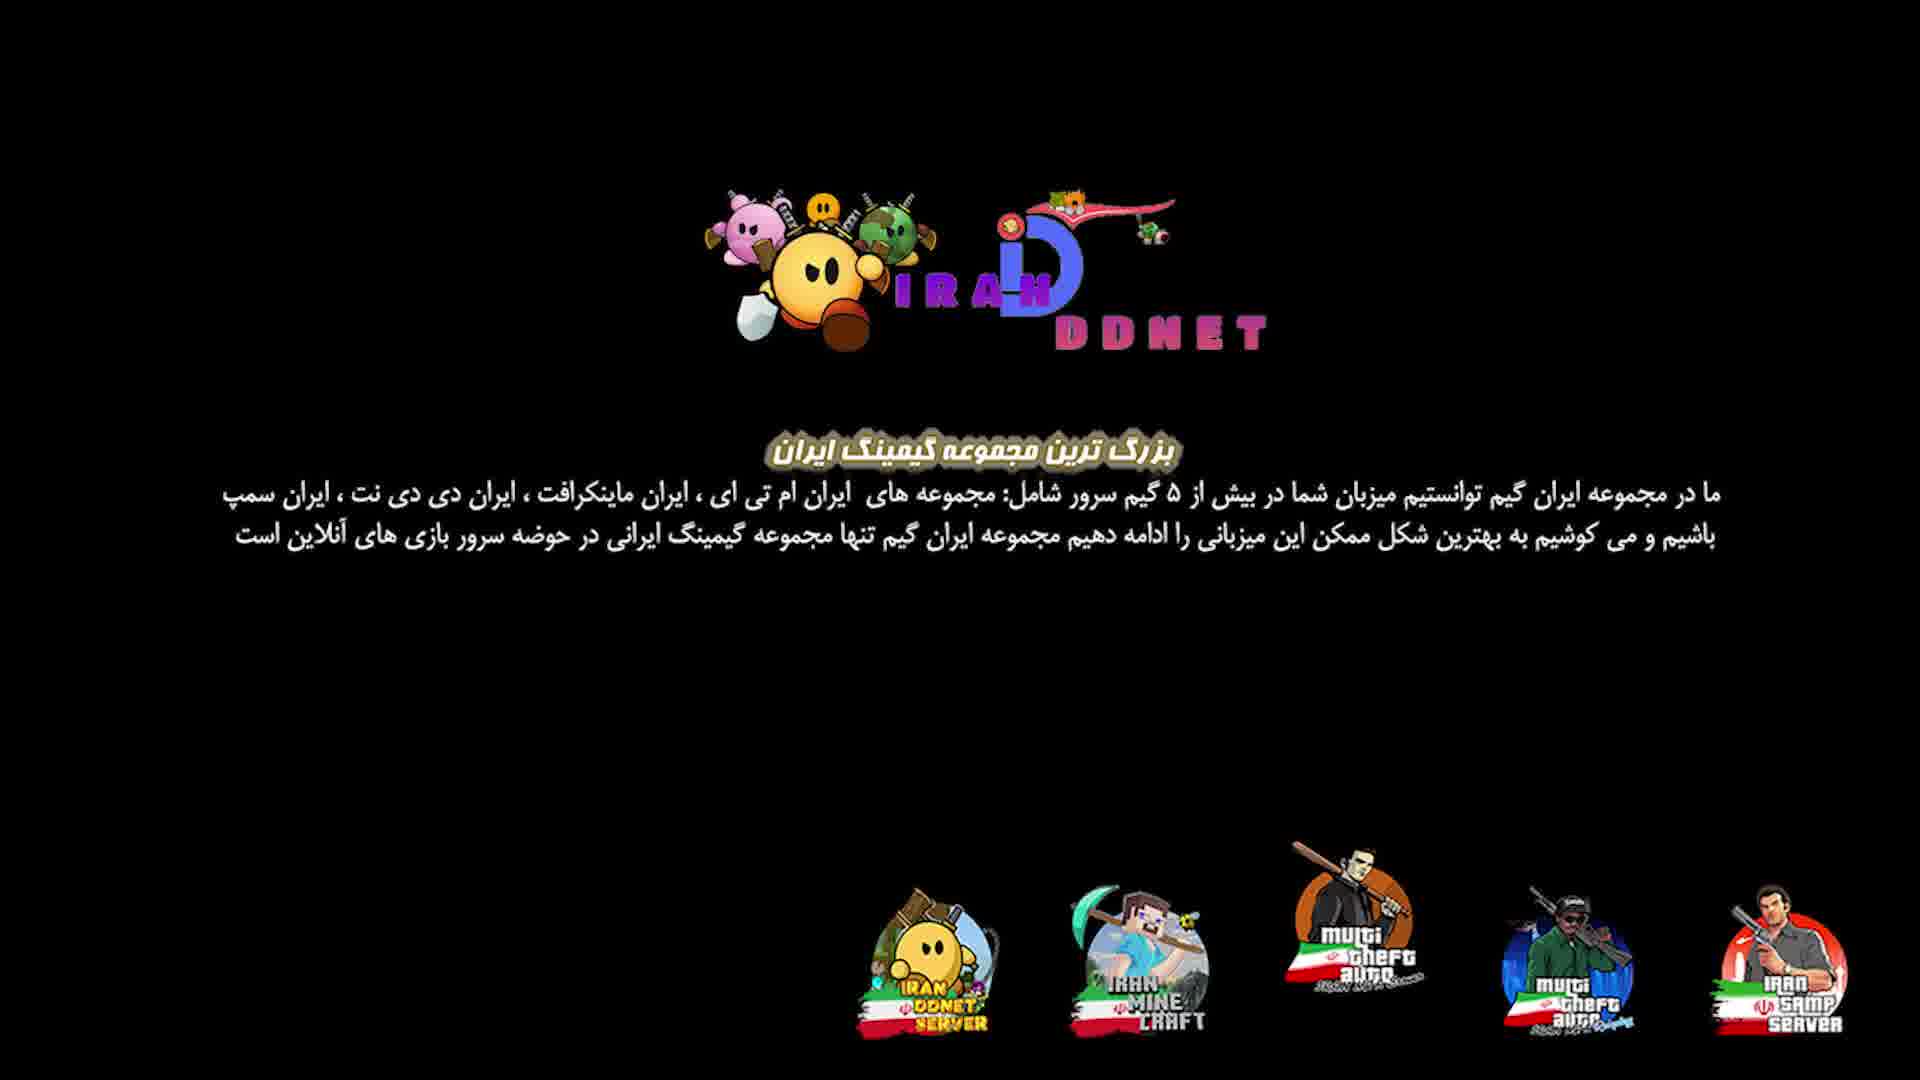 IRAN
DDNET
بزرگ ترین مجموعه گیمینگ ایران
ما در مجموعه ایران گیم توانستیم میزبان شما در بیش از ۵ گیم سرور شامل: مجموعه های ایران ام تی ای ، ایران ماینکرافت ، ایران دی دی نت ، ایران سمپ
باشیم و می کوشیم به بهترین شکل ممکن این میزبانی را ادامه دهیم مجموعه ایران گیم تنها مجموعه گیمینگ ایرانی در حوضه سرور بازی های آنلاین است
IRAN
DDNET
SERVER
IRAN
MINE
CRAFT
multi
theft
auto
multi
theft
auto
IRAN
SAMP
SERVER